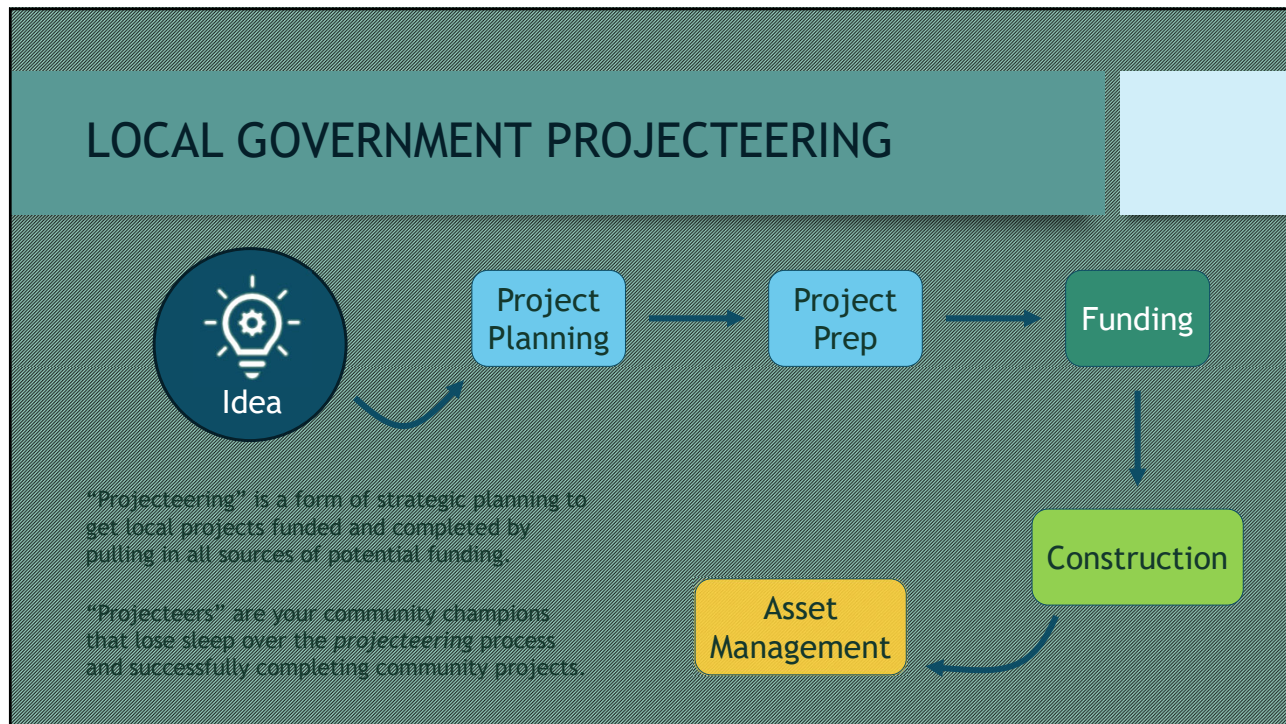 LOCAL GOVERNMENT PROJECTEERING
Idea
Project
Planning
Project
Prep
Funding
Construction
Asset
Management
“Projecteering” is a form of strategic planning to
get local projects funded and completed by
pulling in all sources of potential funding.
“Projecteers” are your community champions
that lose sleep over the projecteering process
and successfully completing community projects.